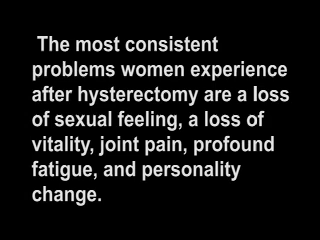 The most consistent
problems women experience
after hysterectomy are a loss
of sexual feeling, a loss of
vitality, joint pain, profound
fatigue, and personality
change.